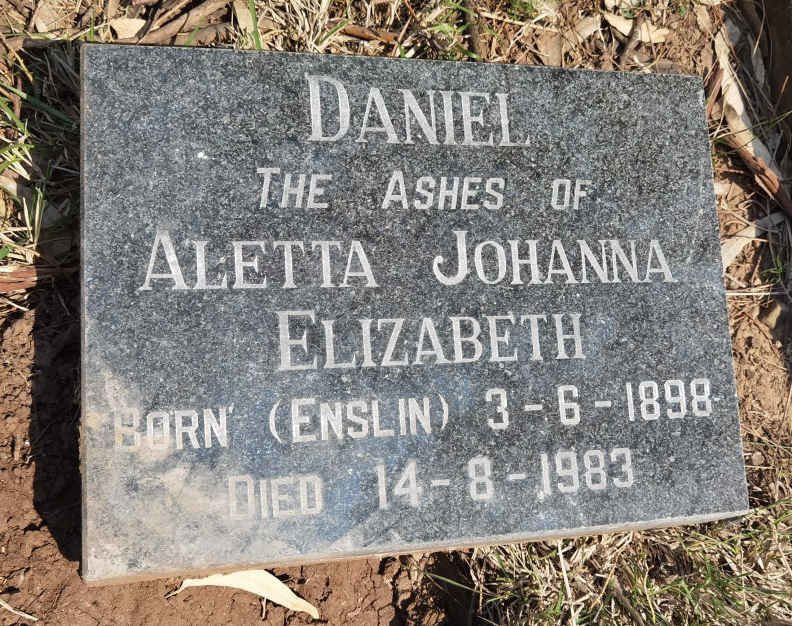 DANIEL
THE ASHES OF
ALETTA JOHANNA
ELIZABETH
BORN (ENSLIN) 3-6-1898
DIED 14-8-1983